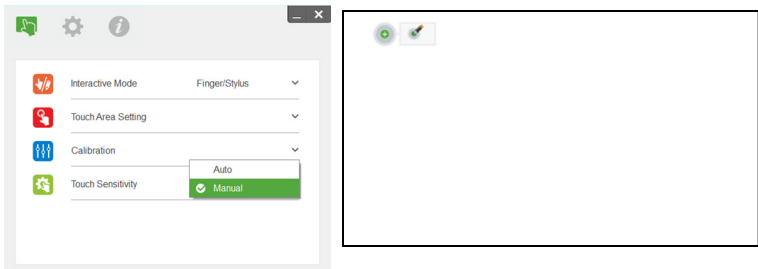 Interactive Mode Finger/Stylus
Touch Area Setting
Calibration
Auto
Touch Sensitivity
Manual